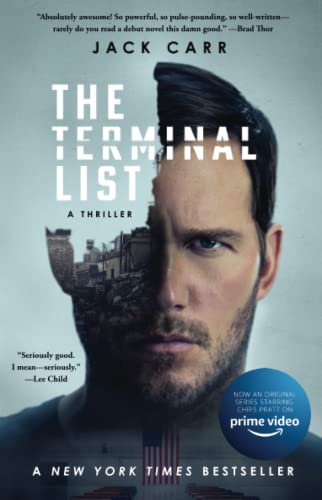 "Absolutely awesome! So powerful, so pulse-pounding, so well-written—
rarely do you read a debut novel this damn good." —Brad Thor
JACK CARR
THE
TERMINAL
LIST
A THRILLER
"Seriously good.
I mean—seriously."
—Lee Child
NOW AN ORIGINAL
SERIES STARRING
CHRIS PRATT ON
prime video
A NEW YORK TIMES BESTSELLER